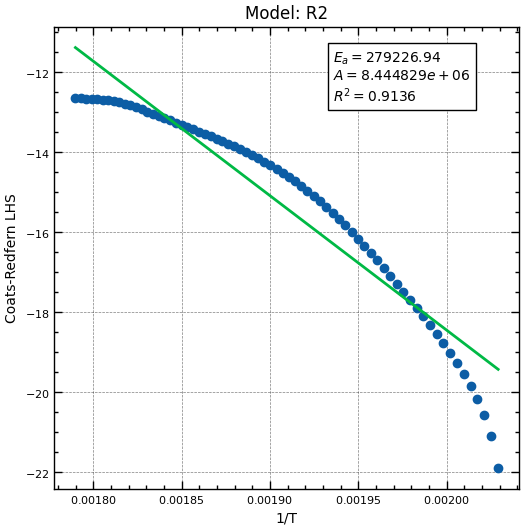 Model: R2
E_a = 279226.94
A = 8.444829e + 06
R^2 = 0.9136
Coats-Redfern LHS
−12
−14
−16
−18
−20
−22
0.00180 0.00185 0.00190 0.00195 0.00200
1/T